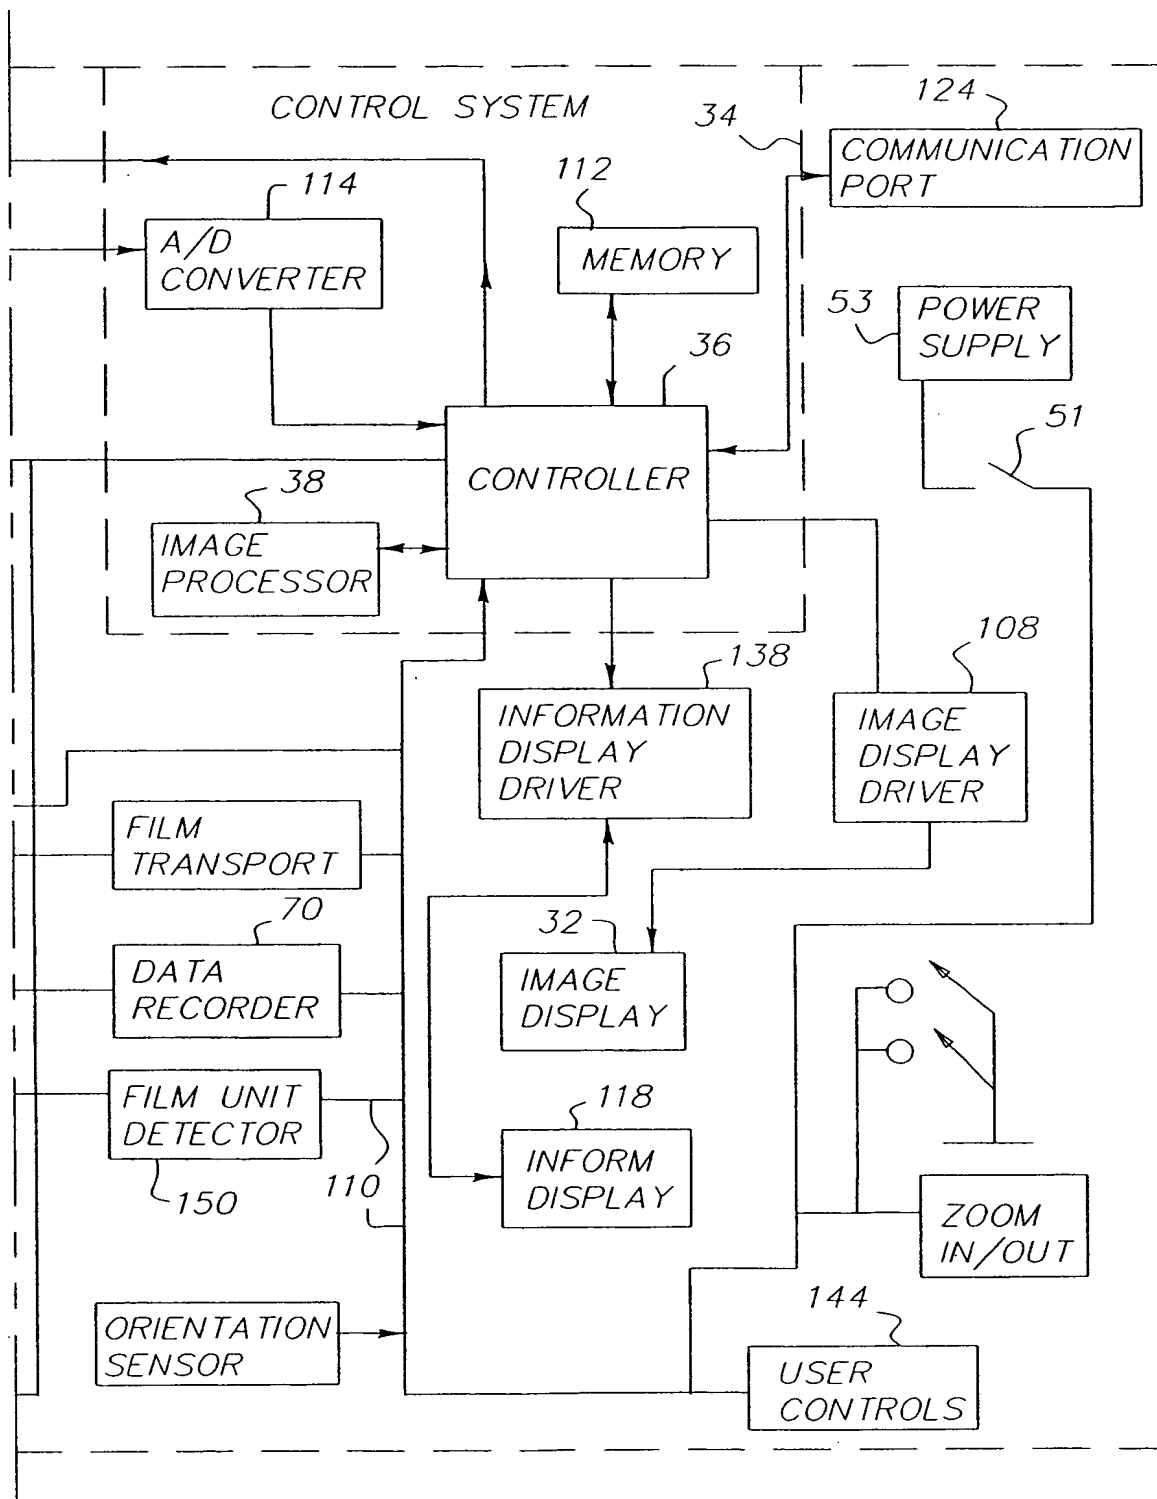 CONTROL SYSTEM
34
124
COMMUNICATION
PORT
114
A/D
CONVERTER
112
MEMORY
53
POWER
SUPPLY
36
CONTROLLER
51
38
IMAGE
PROCESSOR
138
INFORMATION
DISPLAY
DRIVER
108
IMAGE
DISPLAY
DRIVER
FILM
TRANSPORT
70
DATA
RECORDER
32
IMAGE
DISPLAY
FILM UNIT
DETECTOR
150
110
118
INFORM
DISPLAY
ZOOM
IN/OUT
ORIENTATION
SENSOR
144
USER
CONTROLS